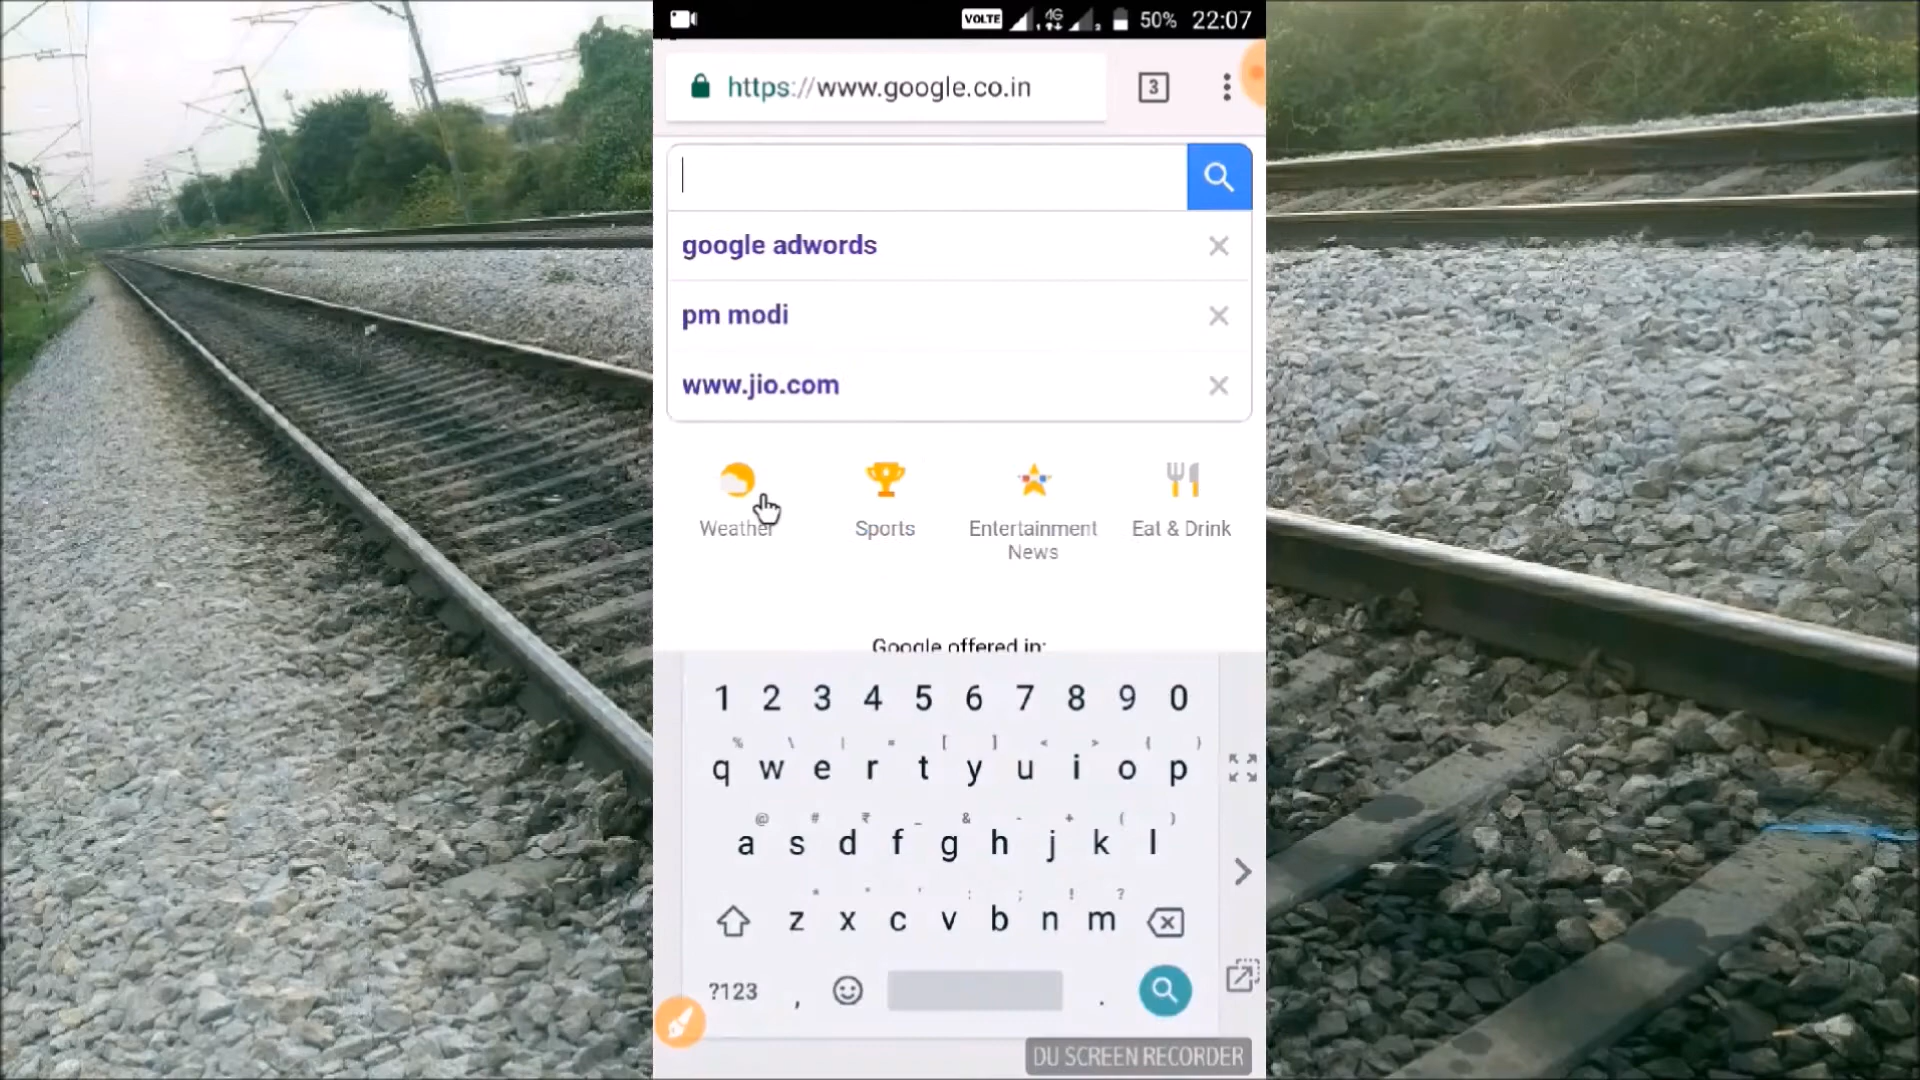 VOLTE 1 4G 2 50% 22:07
https://www.google.co.in 3
google adwords
pm modi
www.jio.com
Weather Sports Entertainment News Eat & Drink
Google offered in:
1 2 3 4 5 6 7 8 9 0
% \ | = [ ] < > { }
q w e r t y u i o p
@ # ₹ _ & - + ( )
a s d f g h j k l
* " ' : ; ! ?
z x c v b n m
?123 , .
DU SCREEN RECORDER